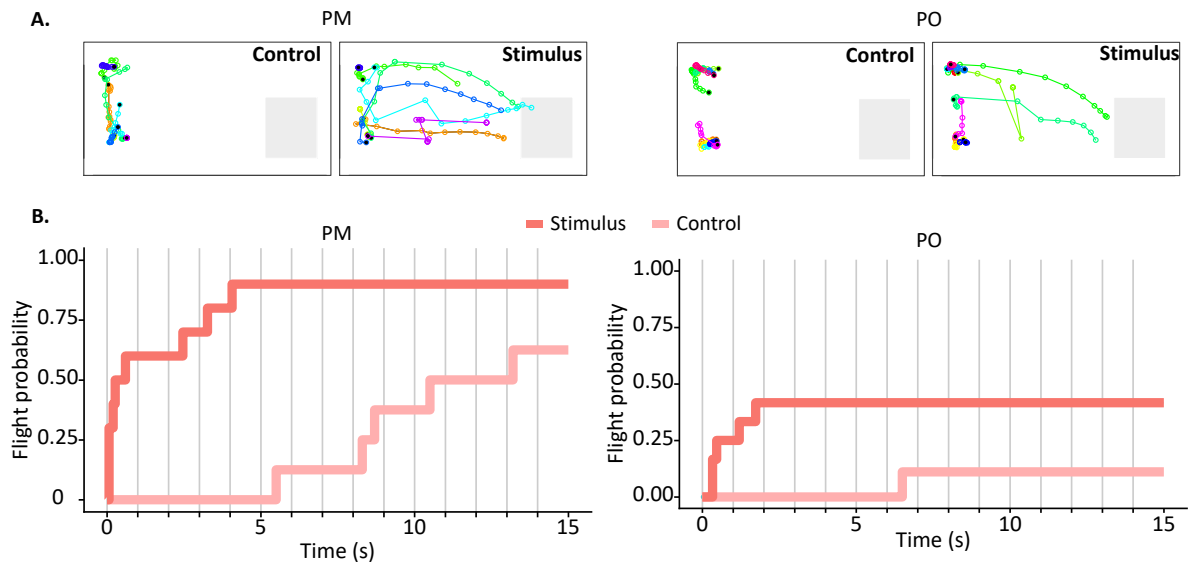 A.
PM
PO
Control
Stimulus
Control
Stimulus
B.
Stimulus
Control
PM
PO
Flight probability
1.00
0.75
0.50
0.25
0
0
5
10
15
Time (s)
Flight probability
1.00
0.75
0.50
0.25
0.00
0
5
10
15
Time (s)